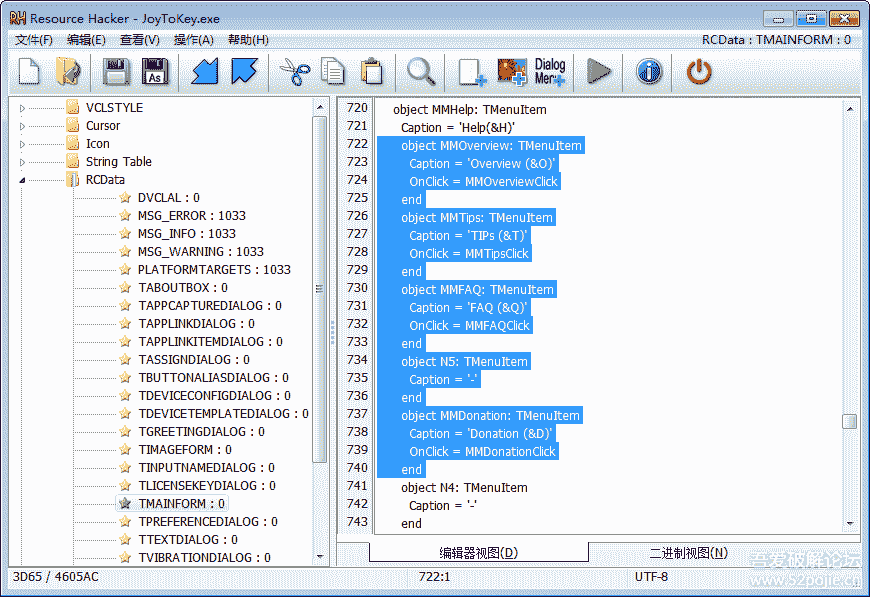 Resource Hacker - JoyToKey.exe
文件(F) 编辑(E) 查看(V) 操作(A) 帮助(H) RCData : TMAINFORM : 0
As Dialog Menu
VCLSTYLE
Cursor
Icon
String Table
RCData
DVCLAL : 0
MSG_ERROR : 1033
MSG_INFO : 1033
MSG_WARNING : 1033
PLATFORMTARGETS : 1033
TABOUTBOX : 0
TAPPCAPTUREDIALOG : 0
TAPPLINKDIALOG : 0
TAPPLINKITEMDIALOG : 0
TASSIGNDIALOG : 0
TBUTTONALIASDIALOG : 0
TDEVICECONFIGDIALOG : 0
TDEVICETEMPLATEDIALOG : 0
TGREETINGDIALOG : 0
TIMAGEFORM : 0
TINPUTNAMEDIALOG : 0
TLICENSEKEYDIALOG : 0
TMAINFORM : 0
TPREFERENCEDIALOG : 0
TTEXTDIALOG : 0
TVIBRATIONDIALOG : 0
720 object MMHelp: TMenuItem
721 Caption = 'Help(&H)'
722 object MMOverview: TMenuItem
723 Caption = 'Overview (&O)'
724 OnClick = MMOverviewClick
725 end
726 object MMTips: TMenuItem
727 Caption = 'TIPs (&T)'
728 OnClick = MMTipsClick
729 end
730 object MMFAQ: TMenuItem
731 Caption = 'FAQ (&Q)'
732 OnClick = MMFAQClick
733 end
734 object N5: TMenuItem
735 Caption = '-'
736 end
737 object MMDonation: TMenuItem
738 Caption = 'Donation (&D)'
739 OnClick = MMDonationClick
740 end
741 object N4: TMenuItem
742 Caption = '-'
743 end
编辑器视图(D) 二进制视图(N)
3D65 / 4605AC 722:1 UTF-8
吾爱破解论坛
www.52pojie.cn